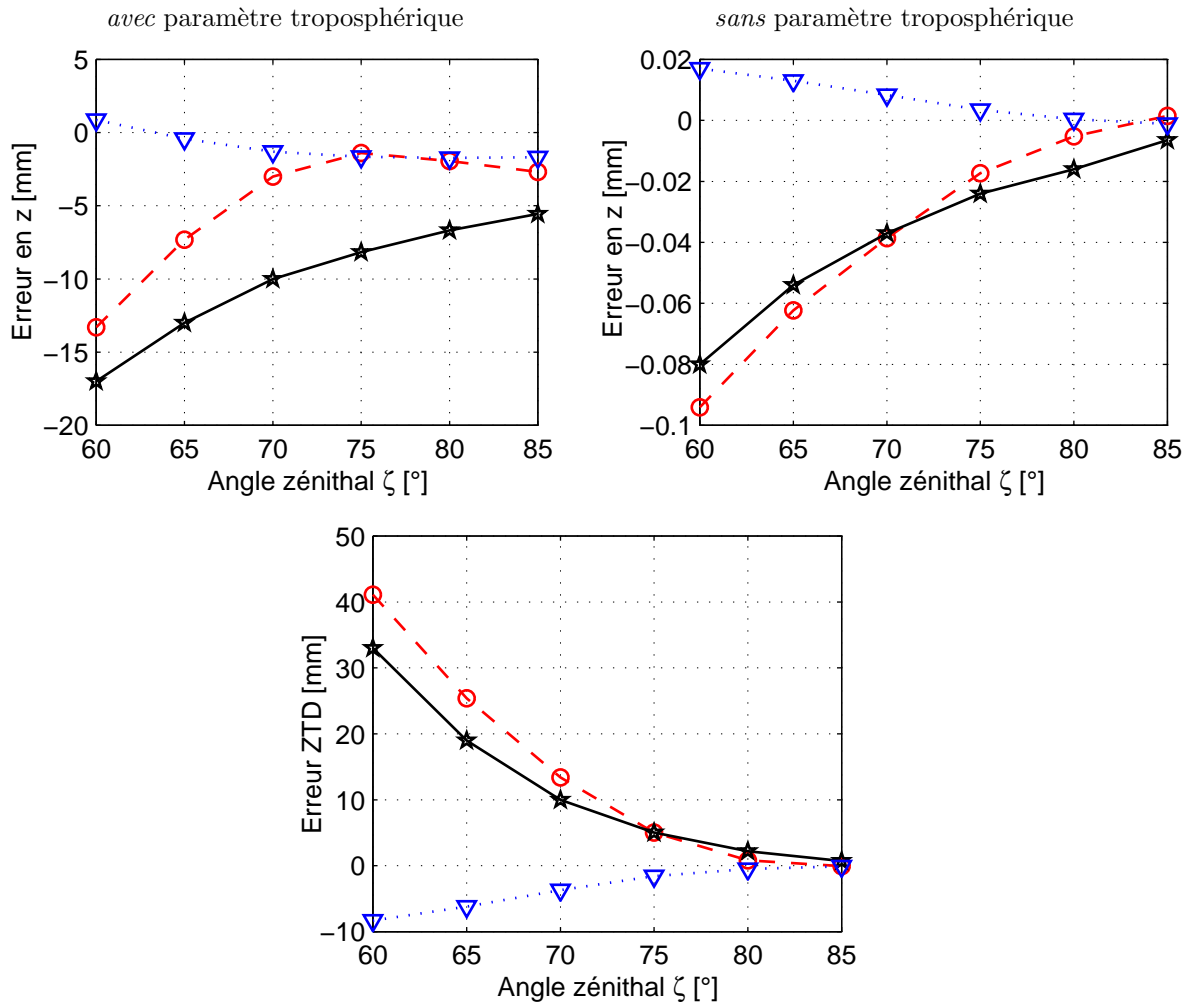 avec paramètre troposphérique
sans paramètre troposphérique
5
0
−5
−10
−15
−20
Erreur en z [mm]
60 65 70 75 80 85
Angle zénithal ζ [°]
0.02
0
−0.02
−0.04
−0.06
−0.08
−0.1
Erreur en z [mm]
60 65 70 75 80 85
Angle zénithal ζ [°]
50
40
30
20
10
0
−10
Erreur ZTD [mm]
60 65 70 75 80 85
Angle zénithal ζ [°]